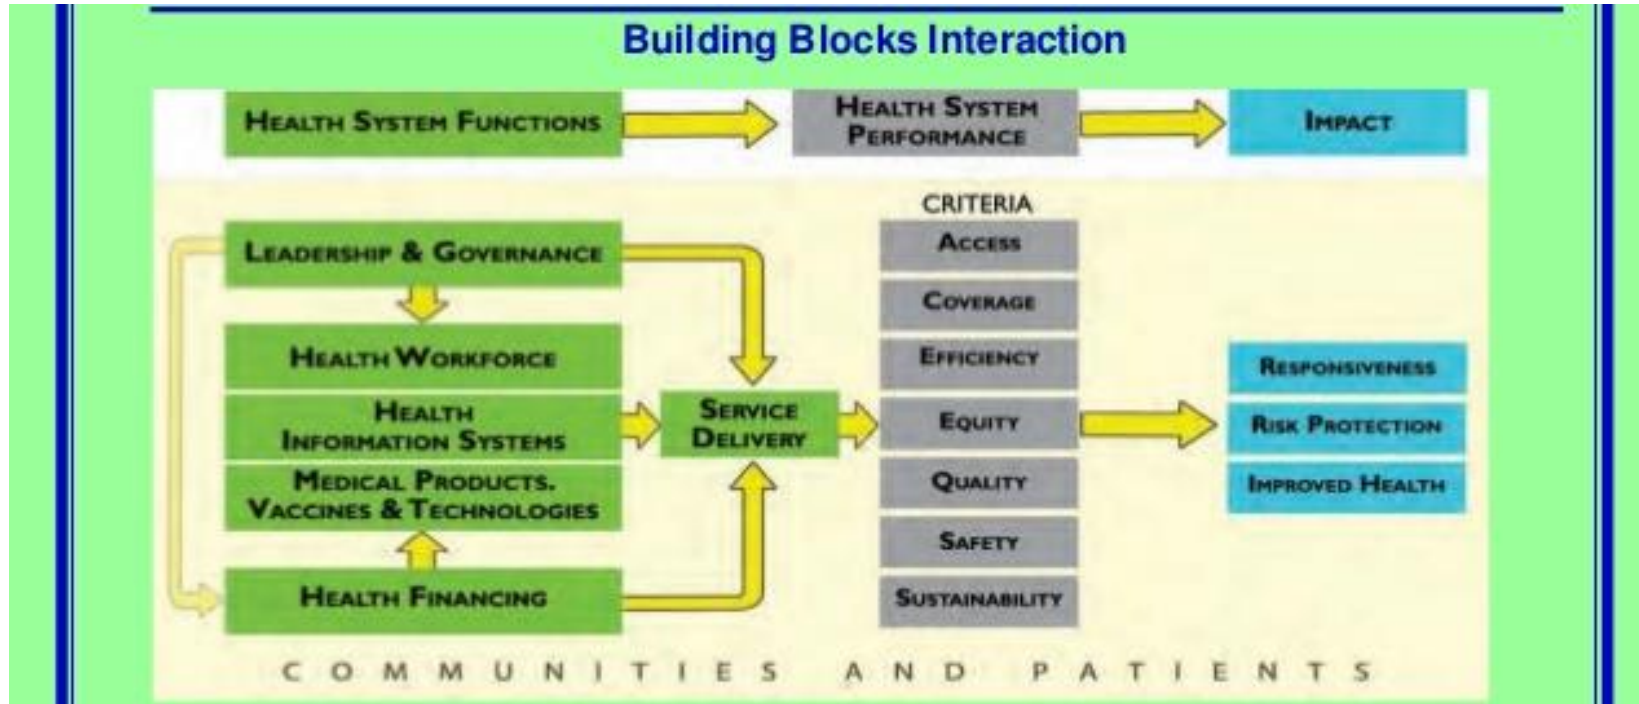 Building Blocks Interaction
HEALTH SYSTEM FUNCTIONS
HEALTH SYSTEM
PERFORMANCE
IMPACT
CRITERIA
LEADERSHIP & GOVERNANCE
HEALTH WORKFORCE
HEALTH
INFORMATION SYSTEMS
MEDICAL PRODUCTS.
VACCINES & TECHNOLOGIES
HEALTH FINANCING
SERVICE
DELIVERY
ACCESS
COVERAGE
EFFICIENCY
EQUITY
QUALITY
SAFETY
SUSTAINABILITY
RESPONSIVENESS
RISK PROTECTION
IMPROVED HEALTH
COMMUNITIES AND PATIENTS